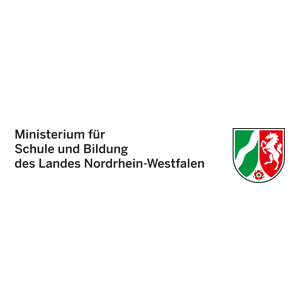 Ministerium für
Schule und Bildung
des Landes Nordrhein-Westfalen